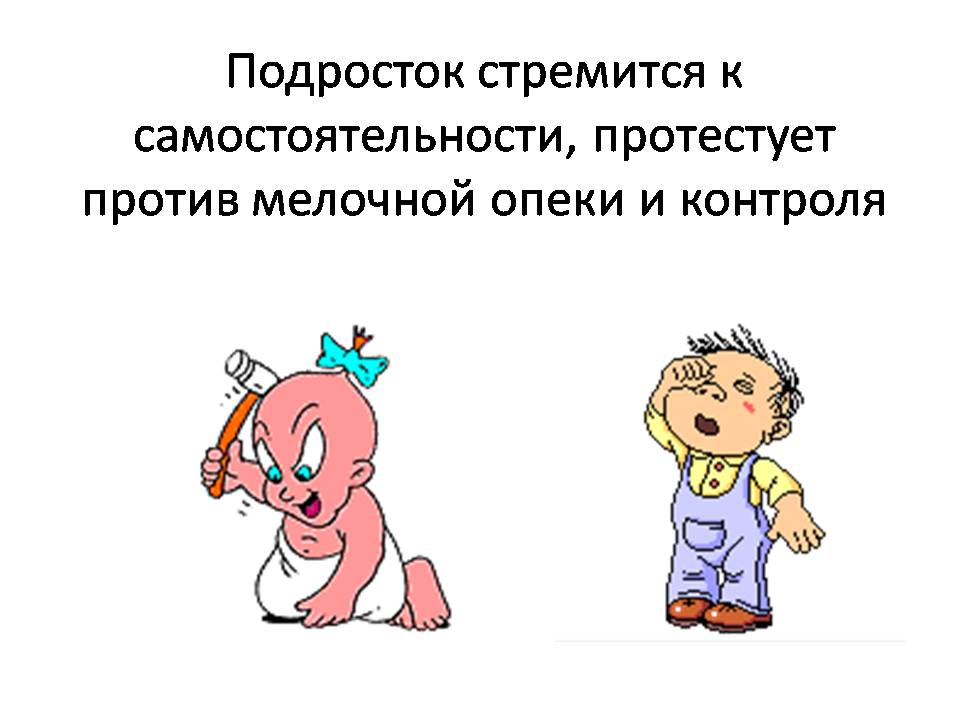 Подросток стремится к
самостоятельности, протестует
против мелочной опеки и контроля